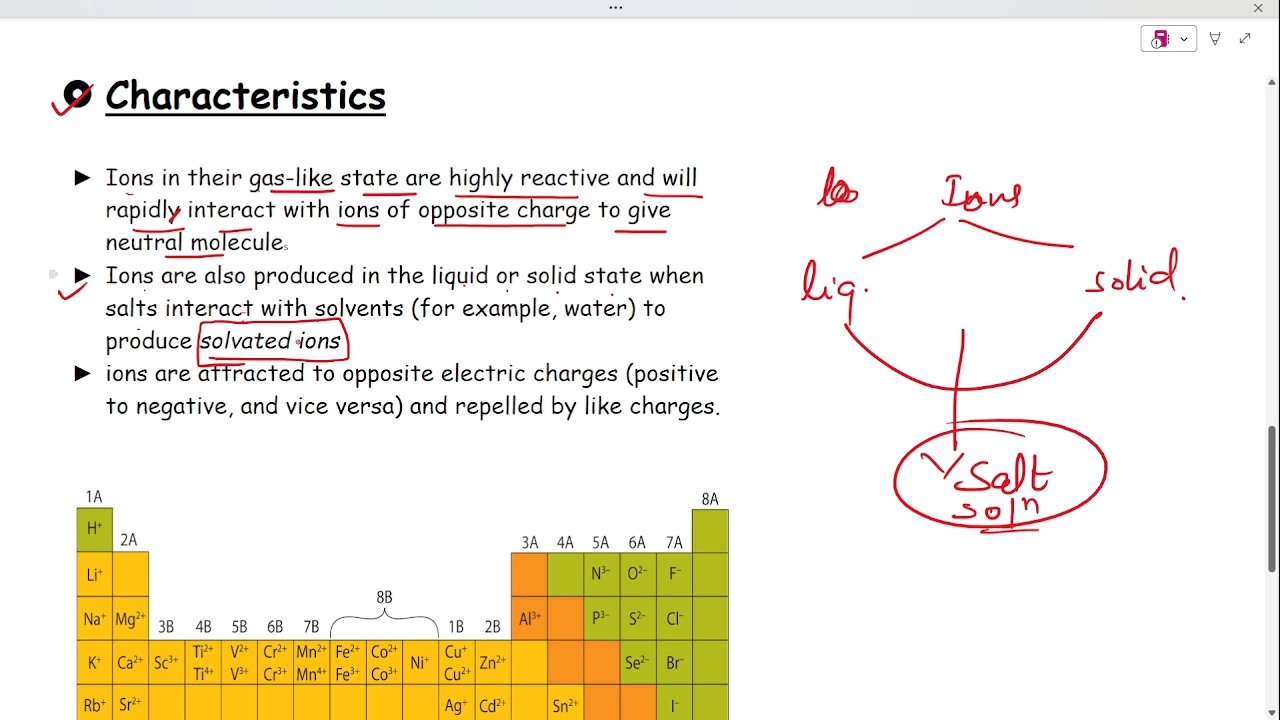 Characteristics
► Ions in their gas-like state are highly reactive and will
rapidly interact with ions of opposite charge to give
neutral molecule.
► Ions are also produced in the liquid or solid state when
salts interact with solvents (for example, water) to
produce solvated ions
► ions are attracted to opposite electric charges (positive
to negative, and vice versa) and repelled by like charges.
Ions
liq. solid.
Salt
solⁿ
1A 8A
H⁺ 2A 3A 4A 5A 6A 7A
Li⁺ N³⁻ O²⁻ F⁻
8B
Na⁺ Mg²⁺ 3B 4B 5B 6B 7B 1B 2B Al³⁺ P³⁻ S²⁻ Cl⁻
K⁺ Ca²⁺ Sc³⁺ Ti²⁺ V²⁺ Cr²⁺ Mn²⁺ Fe²⁺ Co²⁺ Ni⁺ Cu⁺ Zn²⁺ Se²⁻ Br⁻
Ti⁴⁺ V³⁺ Cr³⁺ Mn⁴⁺ Fe³⁺ Co³⁺ Cu²⁺
Rb⁺ Sr²⁺ Ag⁺ Cd²⁺ Sn²⁺ I⁻